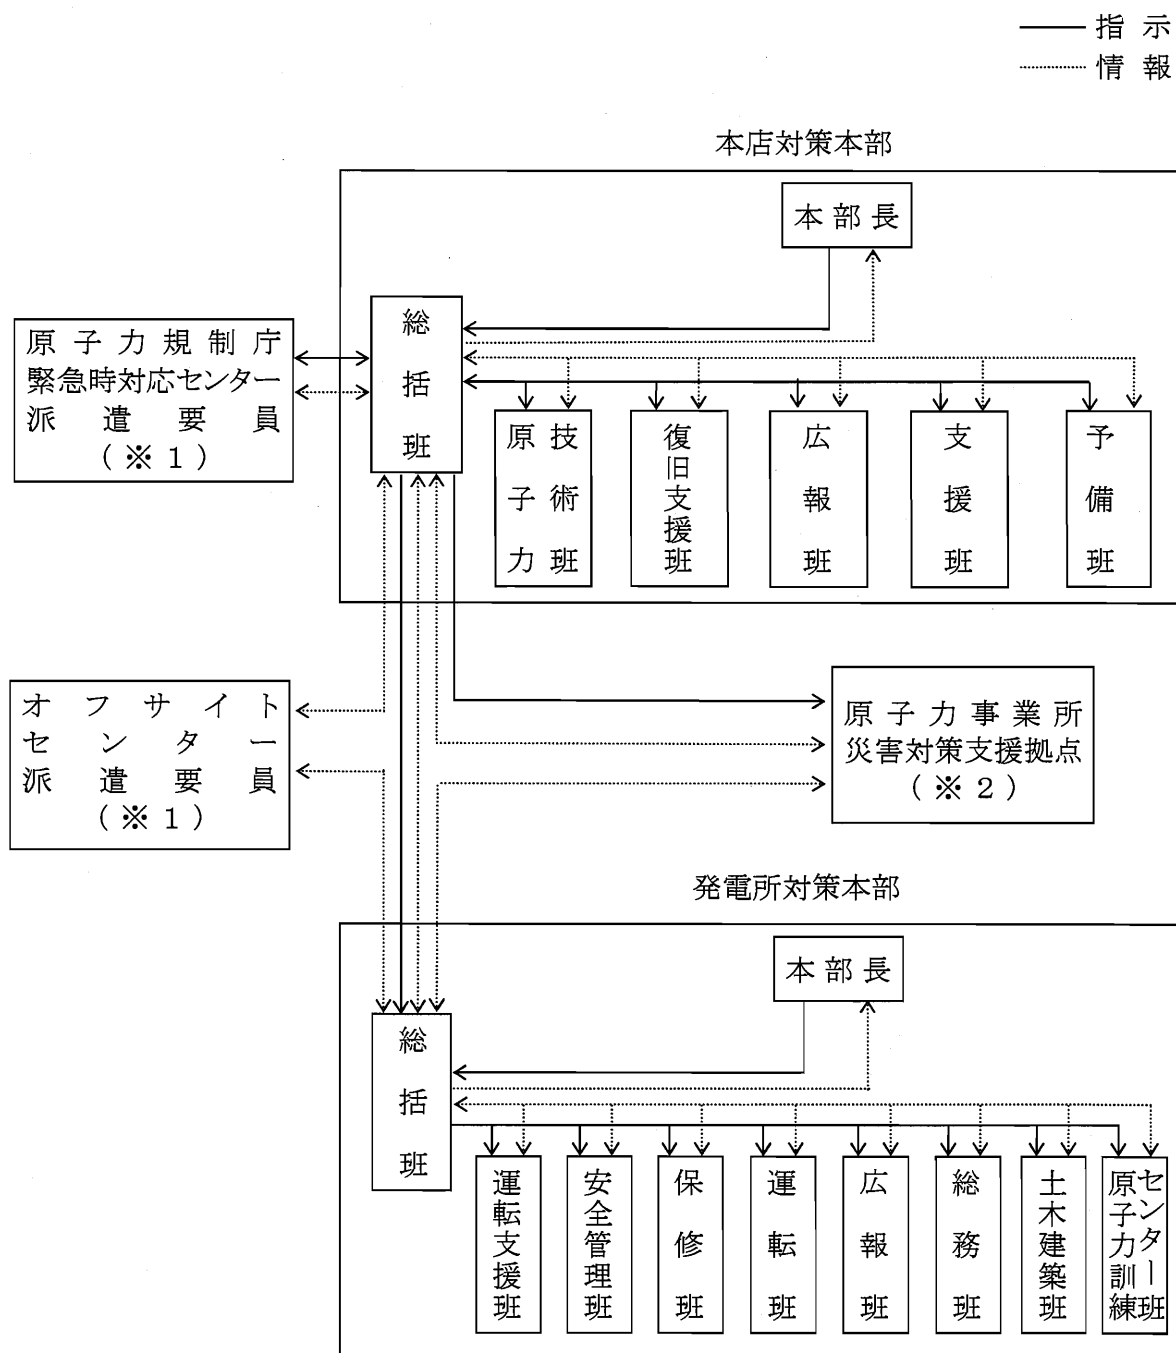 指示
情報
本店対策本部
本部長
総括班
原子力規制庁
緊急時対応センター
派遣要員
(※1)
原子力
技術班
復旧支援班
広報班
支援班
予備班
オフサイト
センター
派遣要員
(※1)
原子力事業所
災害対策支援拠点
(※2)
発電所対策本部
本部長
総括班
運転支援班
安全管理班
保修班
運転班
広報班
総務班
土木建築班
原子力訓練
センター班